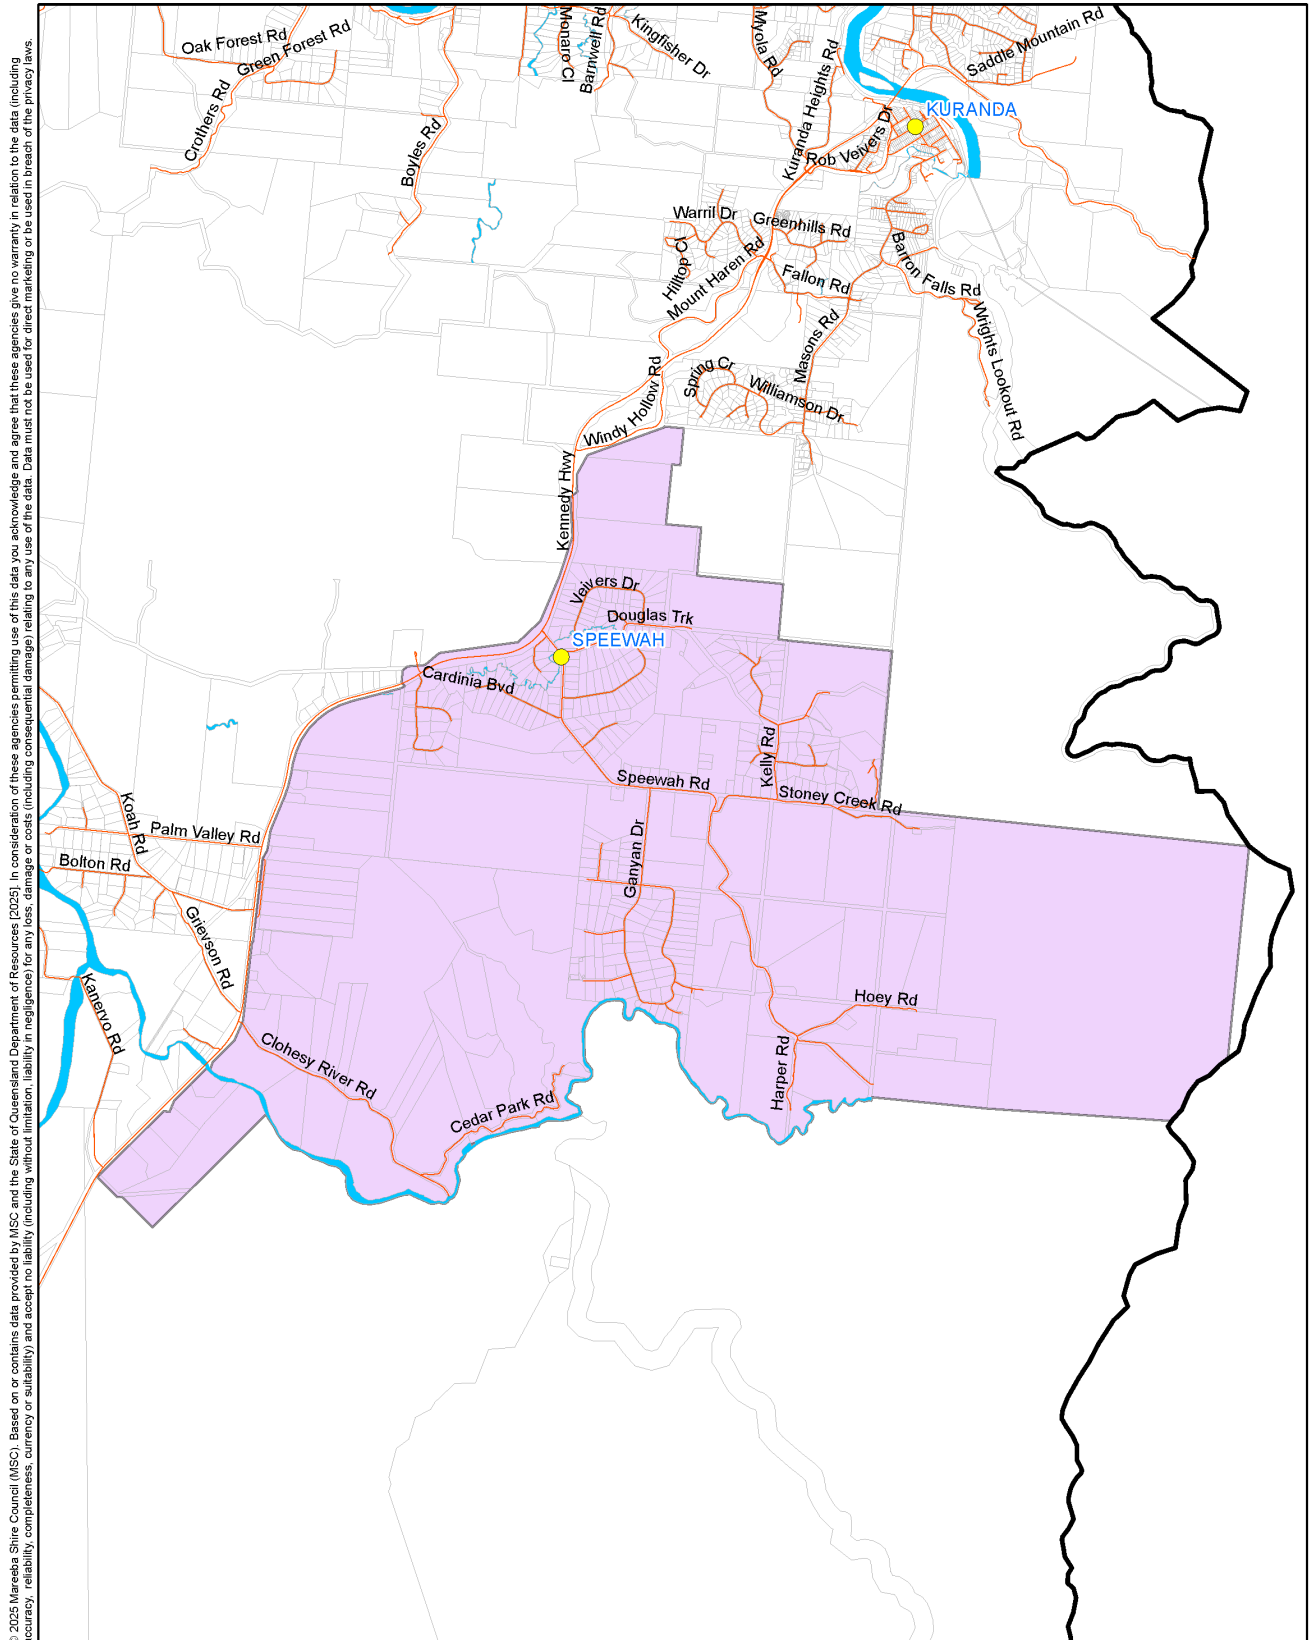 © 2025 Mareeba Shire Council (MSC). Based on or contains data provided by MSC and the State of Queensland Department of Resources [2025]. In consideration of these agencies permitting use of this data you acknowledge and agree that these agencies give no warranty in relation to the data (including
accuracy, reliability, completeness, currency or suitability) and accept no liability (including without limitation, liability in negligence) for any loss, damage or costs (including consequential damage) relating to any use of the data. Data must not be used for direct marketing or be used in breach of the privacy laws.
Oak Forest Rd
Green Forest Rd
Crothers Rd
Boyles Rd
Monaro Cl
Barnwell Rd
Kingfisher Dr
Myola Rd
Kuranda Heights Rd
Saddle Mountain Rd
KURANDA
Rob Veivers Dr
Warril Dr
Greenhills Rd
Hilltop Cl
Mount Haren Rd
Fallon Rd
Barron Falls Rd
Wrights Lookout Rd
Masons Rd
Spring Cr
Williamson Dr
Windy Hollow Rd
Kennedy Hwy
Veivers Dr
Douglas Trk
SPEEWAH
Cardinia Bvd
Kelly Rd
Speewah Rd
Stoney Creek Rd
Koah Rd
Palm Valley Rd
Bolton Rd
Ganyan Dr
Grievson Rd
Kanervo Rd
Hoey Rd
Clohesy River Rd
Harper Rd
Cedar Park Rd